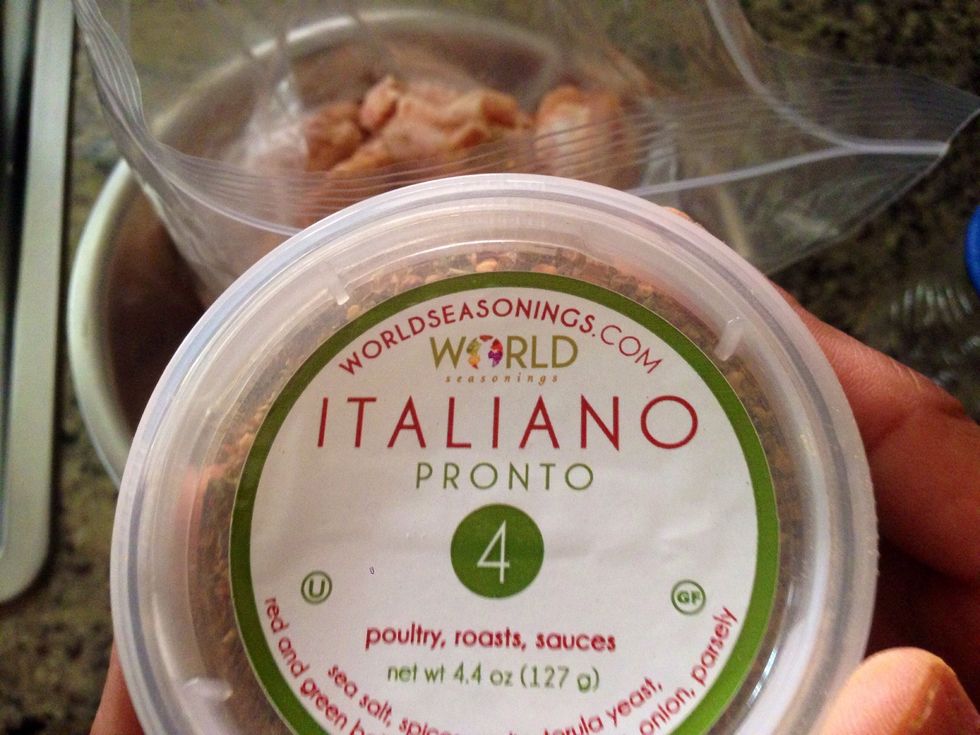 WORLDSEASONINGS.COM
WORLD
seasonings
ITALIANO
PRONTO
4
U
GF
poultry, roasts, sauces
net wt 4.4 oz (127 g)
sea salt, torula yeast,
red and green onion, parsely